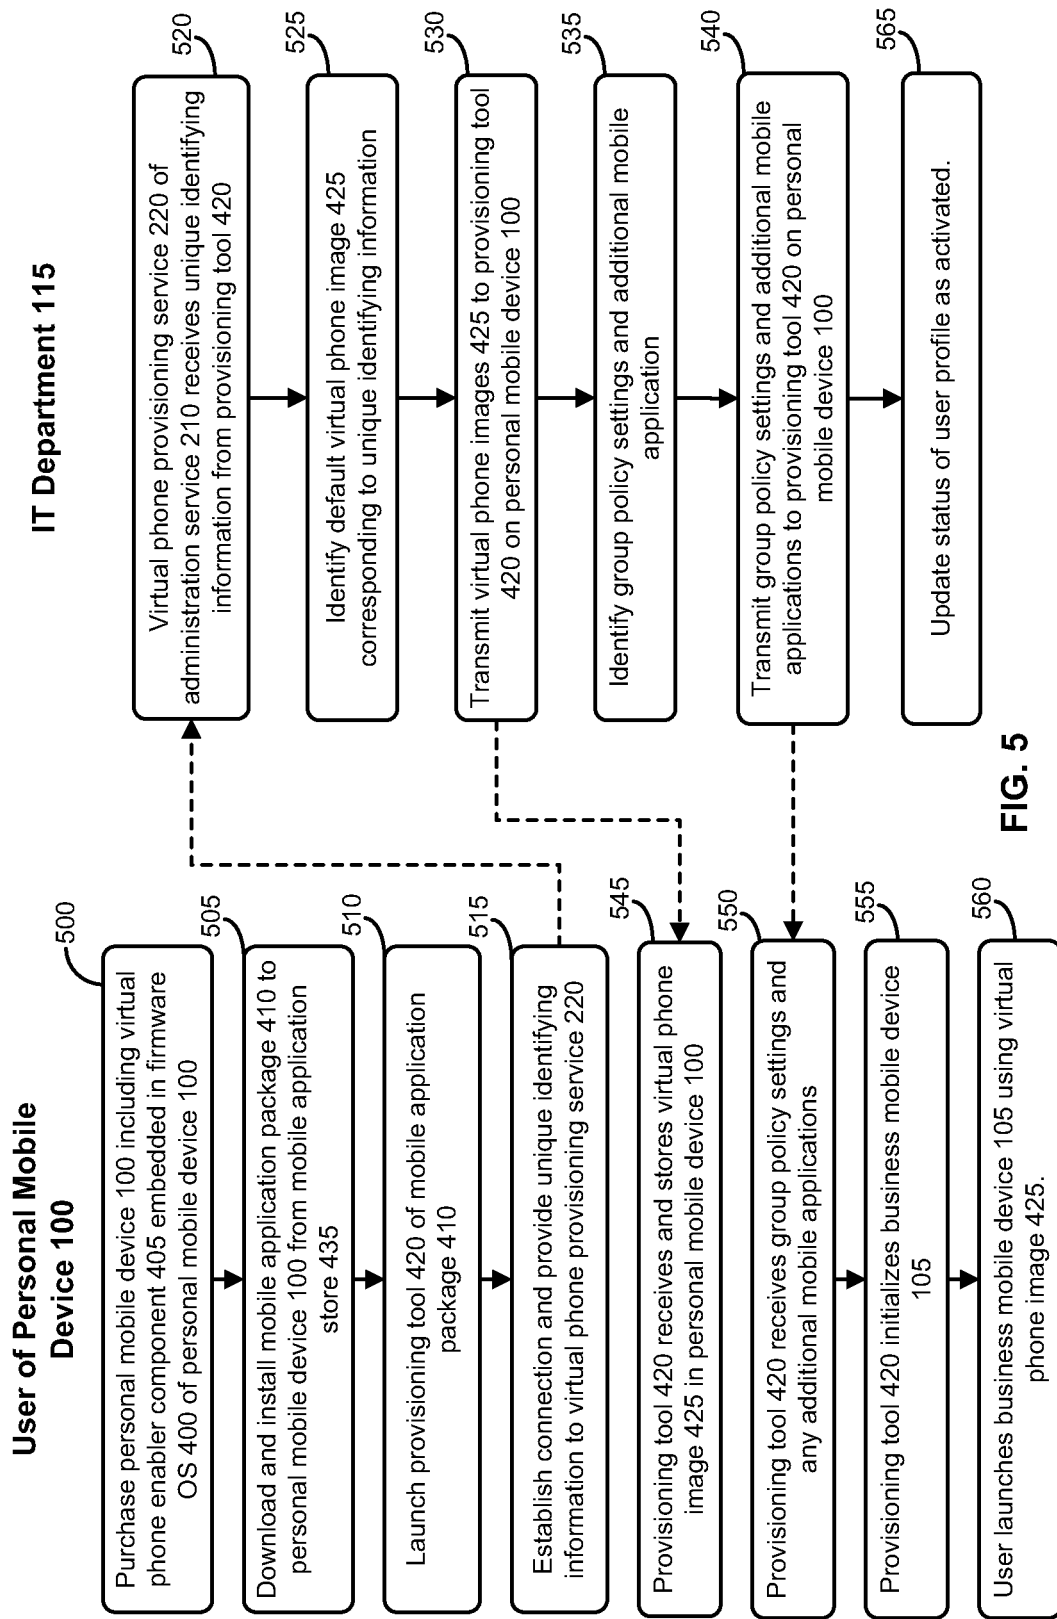 User of Personal Mobile
Device 100
500
Purchase personal mobile device 100 including virtual
phone enabler component 405 embedded in firmware
OS 400 of personal mobile device 100
505
Download and install mobile application package 410 to
personal mobile device 100 from mobile application
store 435
510
Launch provisioning tool 420 of mobile application
package 410
515
Establish connection and provide unique identifying
information to virtual phone provisioning service 220
545
Provisioning tool 420 receives and stores virtual phone
image 425 in personal mobile device 100
550
Provisioning tool 420 receives group policy settings and
any additional mobile applications
555
Provisioning tool 420 initializes business mobile device
105
560
User launches business mobile device 105 using virtual
phone image 425.
IT Department 115
520
Virtual phone provisioning service 220 of
administration service 210 receives unique identifying
information from provisioning tool 420
525
Identify default virtual phone image 425
corresponding to unique identifying information
530
Transmit virtual phone images 425 to provisioning tool
420 on personal mobile device 100
535
Identify group policy settings and additional mobile
application
540
Transmit group policy settings and additional mobile
applications to provisioning tool 420 on personal
mobile device 100
565
Update status of user profile as activated.
FIG. 5